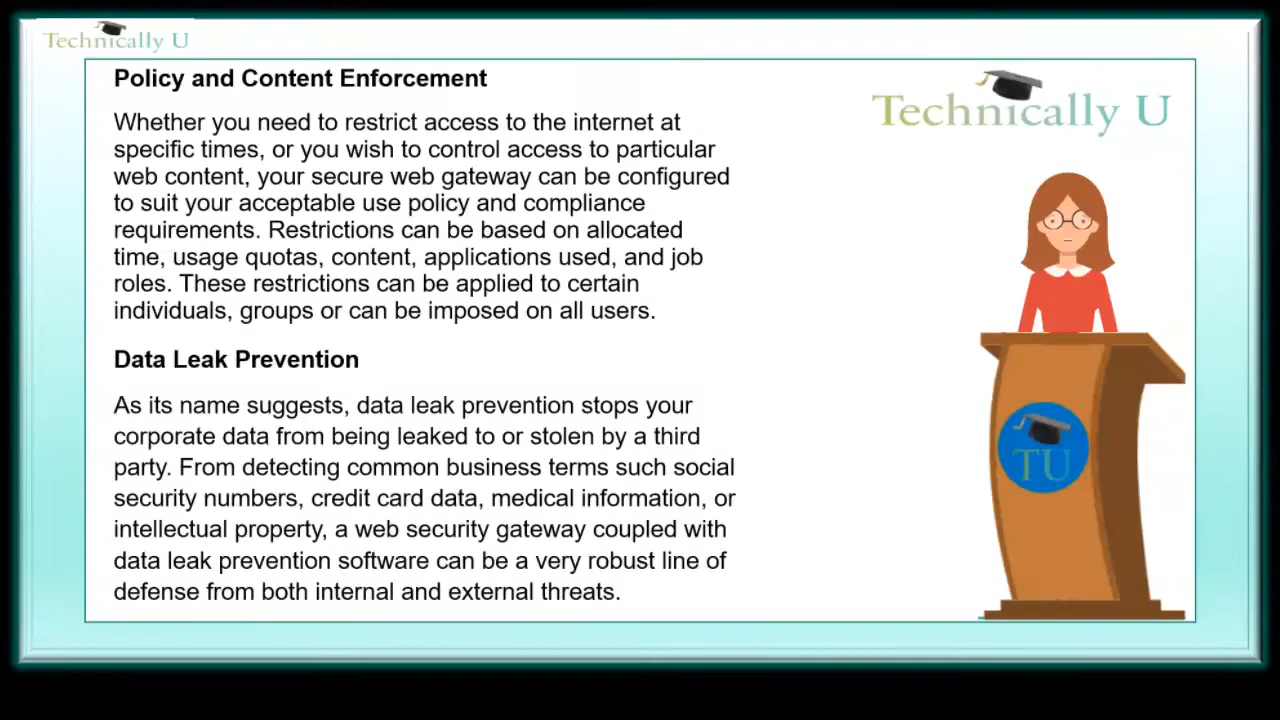 Technically U
Policy and Content Enforcement
Technically U
Whether you need to restrict access to the internet at
specific times, or you wish to control access to particular
web content, your secure web gateway can be configured
to suit your acceptable use policy and compliance
requirements. Restrictions can be based on allocated
time, usage quotas, content, applications used, and job
roles. These restrictions can be applied to certain
individuals, groups or can be imposed on all users.
Data Leak Prevention
As its name suggests, data leak prevention stops your
corporate data from being leaked to or stolen by a third
party. From detecting common business terms such social
security numbers, credit card data, medical information, or
intellectual property, a web security gateway coupled with
data leak prevention software can be a very robust line of
defense from both internal and external threats.
TU